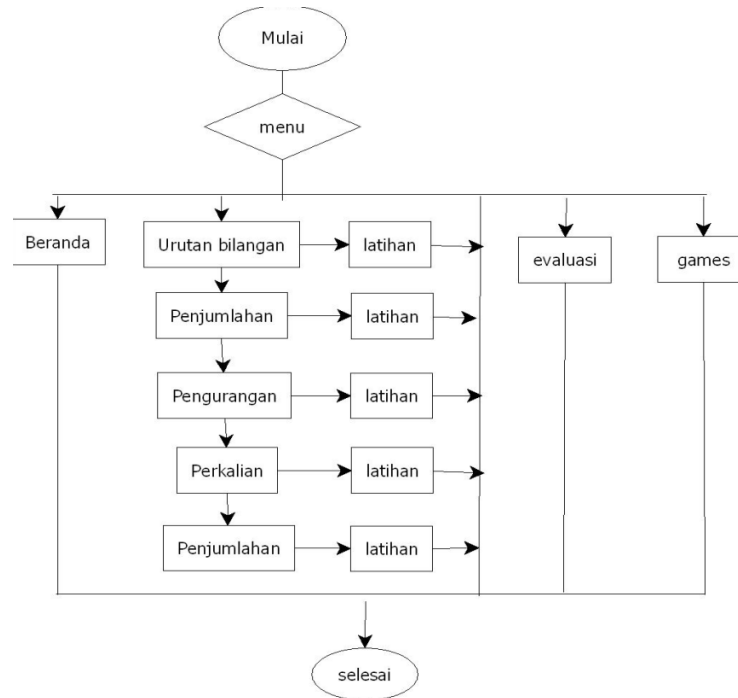 Mulai
menu
Beranda
Urutan bilangan
latihan
evaluasi
games
Penjumlahan
latihan
Pengurangan
latihan
Perkalian
latihan
Penjumlahan
latihan
selesai